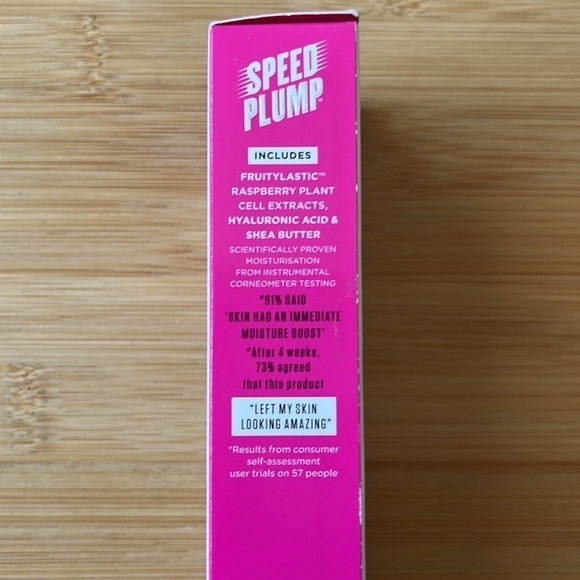 SPEED
PLUMP™
INCLUDES
FRUITYLASTIC™
RASPBERRY PLANT
CELL EXTRACTS,
HYALURONIC ACID &
SHEA BUTTER
SCIENTIFICALLY PROVEN
MOISTURISATION
FROM INSTRUMENTAL
CORNEOMETER TESTING
*91% SAID
'SKIN HAD AN IMMEDIATE
MOISTURE BOOST'
*After 4 weeks,
73% agreed
that this product
"LEFT MY SKIN
LOOKING AMAZING"
*Results from consumer
self-assessment
user trials on 57 people